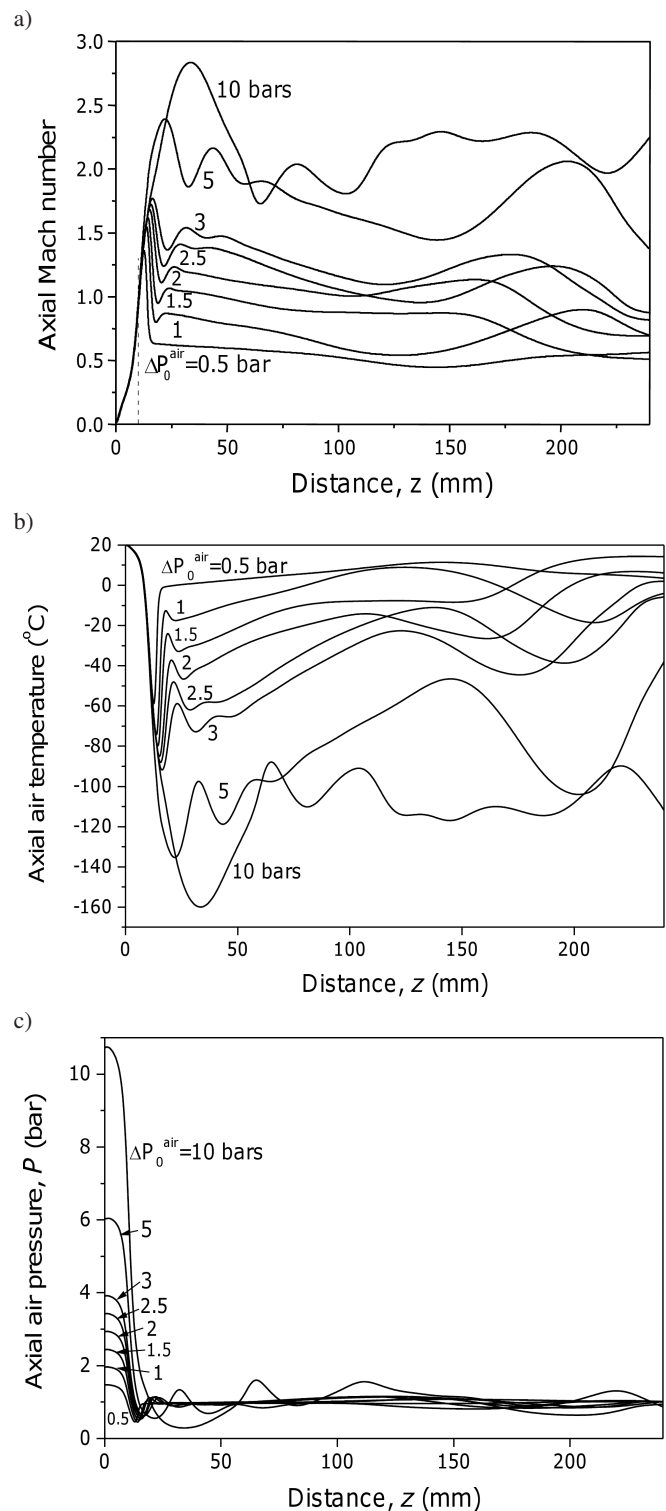 a)
3.0
2.5
2.0
1.5
1.0
0.5
0.0
Axial Mach number
10 bars
5
3
2.5
2
1.5
1
ΔP₀ᵃⁱʳ=0.5 bar
0 50 100 150 200
Distance, z (mm)
b)
20
0
-20
-40
-60
-80
-100
-120
-140
-160
Axial air temperature (°C)
ΔP₀ᵃⁱʳ=0.5 bar
1
1.5
2
2.5
3
5
10 bars
0 50 100 150 200
Distance, z (mm)
c)
10
8
6
4
2
0
Axial air pressure, P (bar)
ΔP₀ᵃⁱʳ=10 bars
5
3
2.5
2
1.5
1
0.5
0 50 100 150 200
Distance, z (mm)